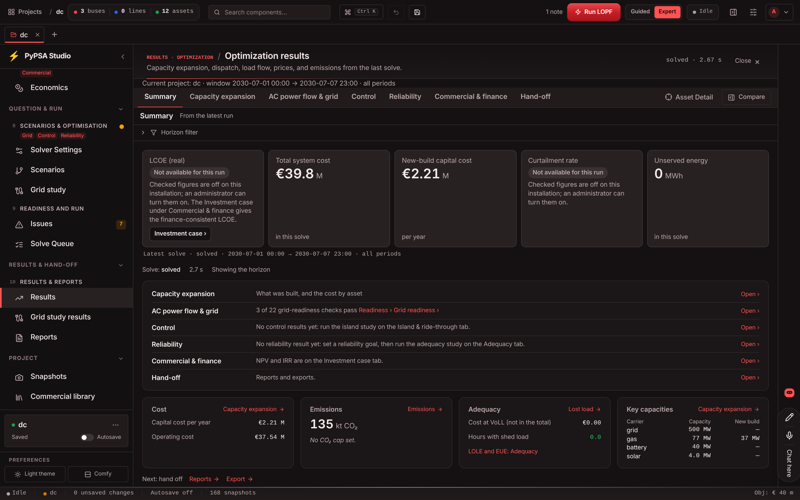 Projects / dc 3 buses 0 lines 12 assets Search components... ⌘ Ctrl K 1 note Run LOPF Guided Expert Idle A
dc × +
PyPSA Studio
Commercial
Economics
QUESTION & RUN
SCENARIOS & OPTIMISATION
Grid Control Reliability
Solver Settings
Scenarios
Grid study
READINESS AND RUN
Issues 7
Solve Queue
RESULTS & HAND-OFF
RESULTS & REPORTS
Results
Grid study results
Reports
PROJECT
Snapshots
Commercial library
dc ...
Saved Autosave
PREFERENCES
Light theme Comfy
RESULTS · OPTIMIZATION / Optimization results
Capacity expansion, dispatch, load flow, prices, and emissions from the last solve.
solved · 2.67 s Close ×
Current project: dc · window 2030-07-01 00:00 → 2030-07-07 23:00 · all periods
Summary Capacity expansion AC power flow & grid Control Reliability Commercial & finance Hand-off Asset Detail Compare
Summary From the latest run
› Horizon filter
LCOE (real)
Not available for this run
Checked figures are off on this
installation; an administrator can
turn them on. The Investment case
under Commercial & finance gives
the finance-consistent LCOE.
Investment case ›
Total system cost
€39.8 M
in this solve
New-build capital cost
€2.21 M
per year
Curtailment rate
Not available for this run
Checked figures are off on this
installation; an administrator can
turn them on.
Unserved energy
0 MWh
in this solve
Latest solve · solved · 2030-07-01 00:00 → 2030-07-07 23:00 · all periods
Solve: solved 2.7 s Showing the horizon
Capacity expansion What was built, and the cost by asset Open ›
AC power flow & grid 3 of 22 grid-readiness checks pass Readiness › Grid readiness › Open ›
Control No control results yet: run the island study on the Island & ride-through tab. Open ›
Reliability No reliability result yet: set a reliability goal, then run the adequacy study on the Adequacy tab. Open ›
Commercial & finance NPV and IRR are on the Investment case tab. Open ›
Hand-off Reports and exports. Open ›
Cost Capacity expansion →
Capital cost per year €2.21 M
Operating cost €37.54 M
Emissions Emissions →
135 kt CO₂
No CO₂ cap set.
Adequacy Lost load →
Cost at VoLL (not in the total) €0.00
Hours with shed load 0.0
LOLE and EUE: Adequacy
Key capacities Capacity expansion →
Carrier Capacity New build
grid 500 MW —
gas 77 MW 37 MW
battery 40 MW —
solar 4.0 MW —
Next: hand off Reports → Export →
Chat here
Idle dc 8 unsaved changes Autosave off 168 snapshots Obj: € 40 M